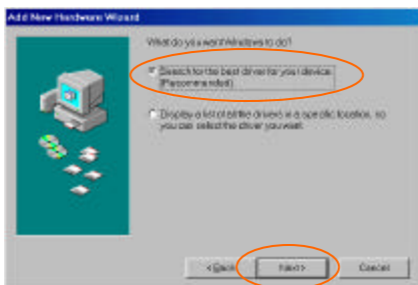 Add New Hardware Wizard
What do you want Windows to do?
Search for the best driver for your device.
(Recommended).
Display a list of all the drivers in a specific location, so
you can select the driver you want.
< Back
Next >
Cancel